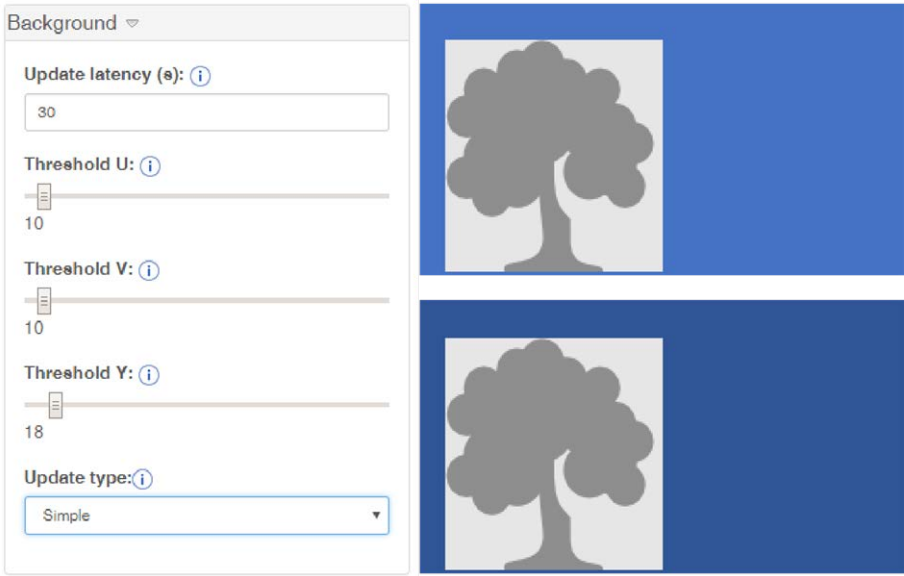 Background
Update latency (s):
30
Threshold U:
10
Threshold V:
10
Threshold Y:
18
Update type:
Simple